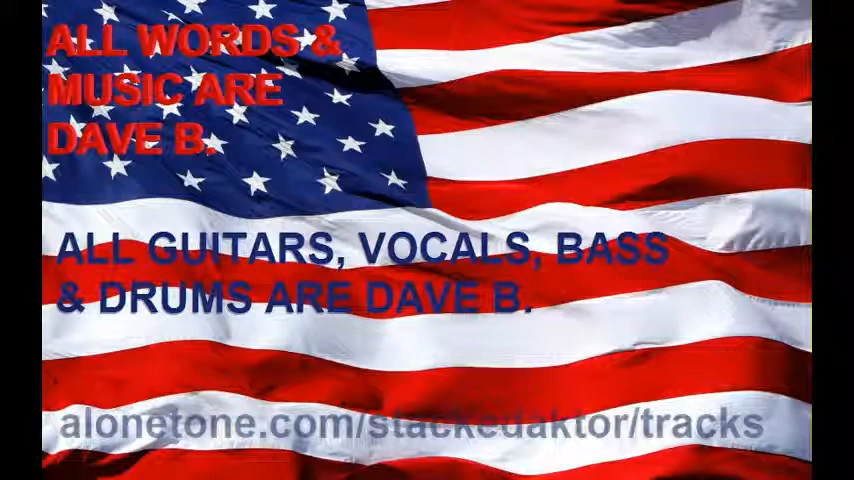 ALL WORDS &
MUSIC ARE
DAVE B.
ALL GUITARS, VOCALS, BASS
& DRUMS ARE DAVE B.
alonetone.com/stackedaktor/tracks